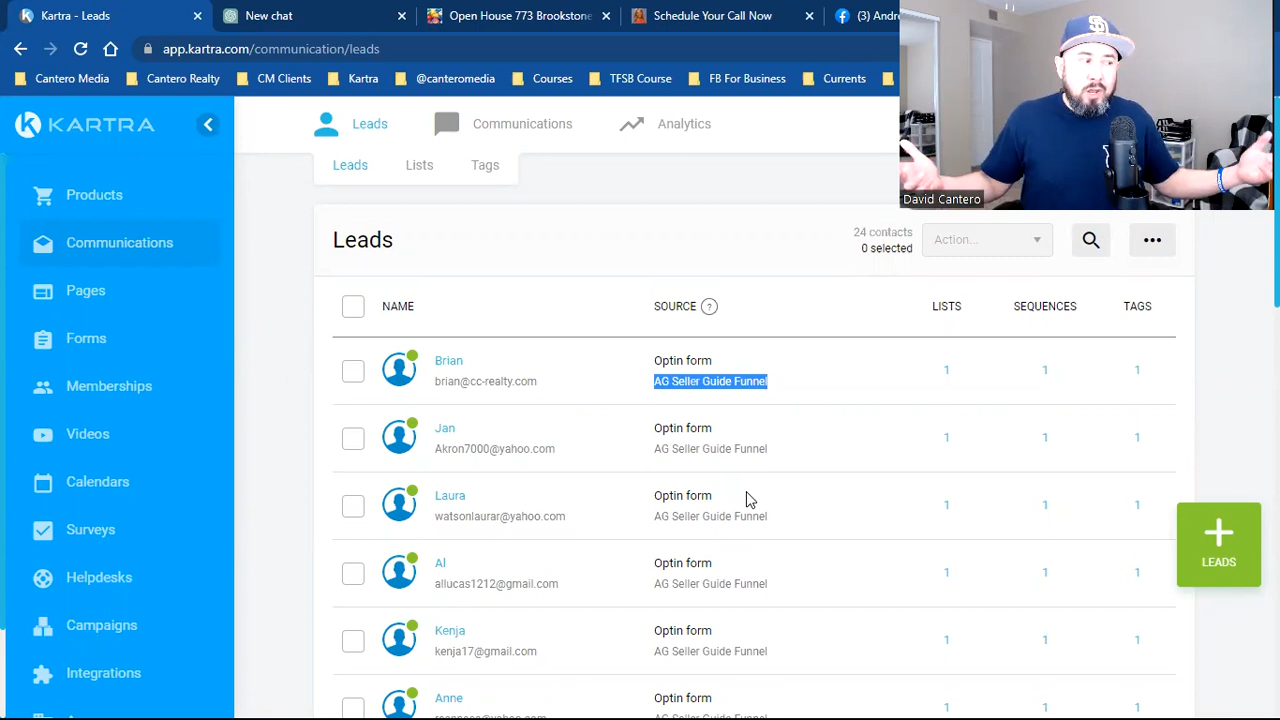 Kartra - Leads
New chat
Open House 773 Brookstone
Schedule Your Call Now
(3) Andre
app.kartra.com/communication/leads
Cantero Media
Cantero Realty
CM Clients
Kartra
@canteromedia
Courses
TFSB Course
FB For Business
Currents
KARTRA
Leads
Communications
Analytics
Leads
Lists
Tags
David Cantero
Products
Communications
Pages
Forms
Memberships
Videos
Calendars
Surveys
Helpdesks
Campaigns
Integrations
Leads
24 contacts
0 selected
Action...
NAME
SOURCE ?
LISTS
SEQUENCES
TAGS
Brian
Optin form
brian@cc-realty.com
AG Seller Guide Funnel
1
1
1
Jan
Optin form
Akron7000@yahoo.com
AG Seller Guide Funnel
1
1
1
Laura
Optin form
watsonlaurar@yahoo.com
AG Seller Guide Funnel
1
1
1
Al
Optin form
allucas1212@gmail.com
AG Seller Guide Funnel
1
1
1
Kenja
Optin form
kenja17@gmail.com
AG Seller Guide Funnel
1
1
1
Anne
Optin form
AG Seller Guide Funnel
1
1
1
LEADS